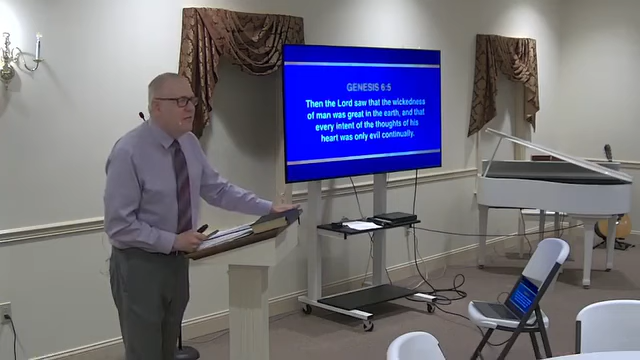 GENESIS 6:5
Then the Lord saw that the wickedness
of man was great in the earth, and that
every intent of the thoughts of his
heart was only evil continually.